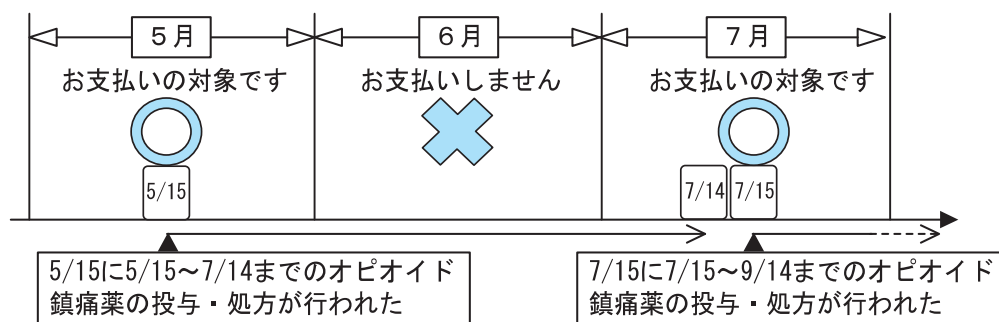 5月
6月
7月
お支払いの対象です
お支払いしません
お支払いの対象です
5/15
7/14
7/15
5/15に5/15～7/14までのオピオイド
鎮痛薬の投与・処方が行われた
7/15に7/15～9/14までのオピオイド
鎮痛薬の投与・処方が行われた